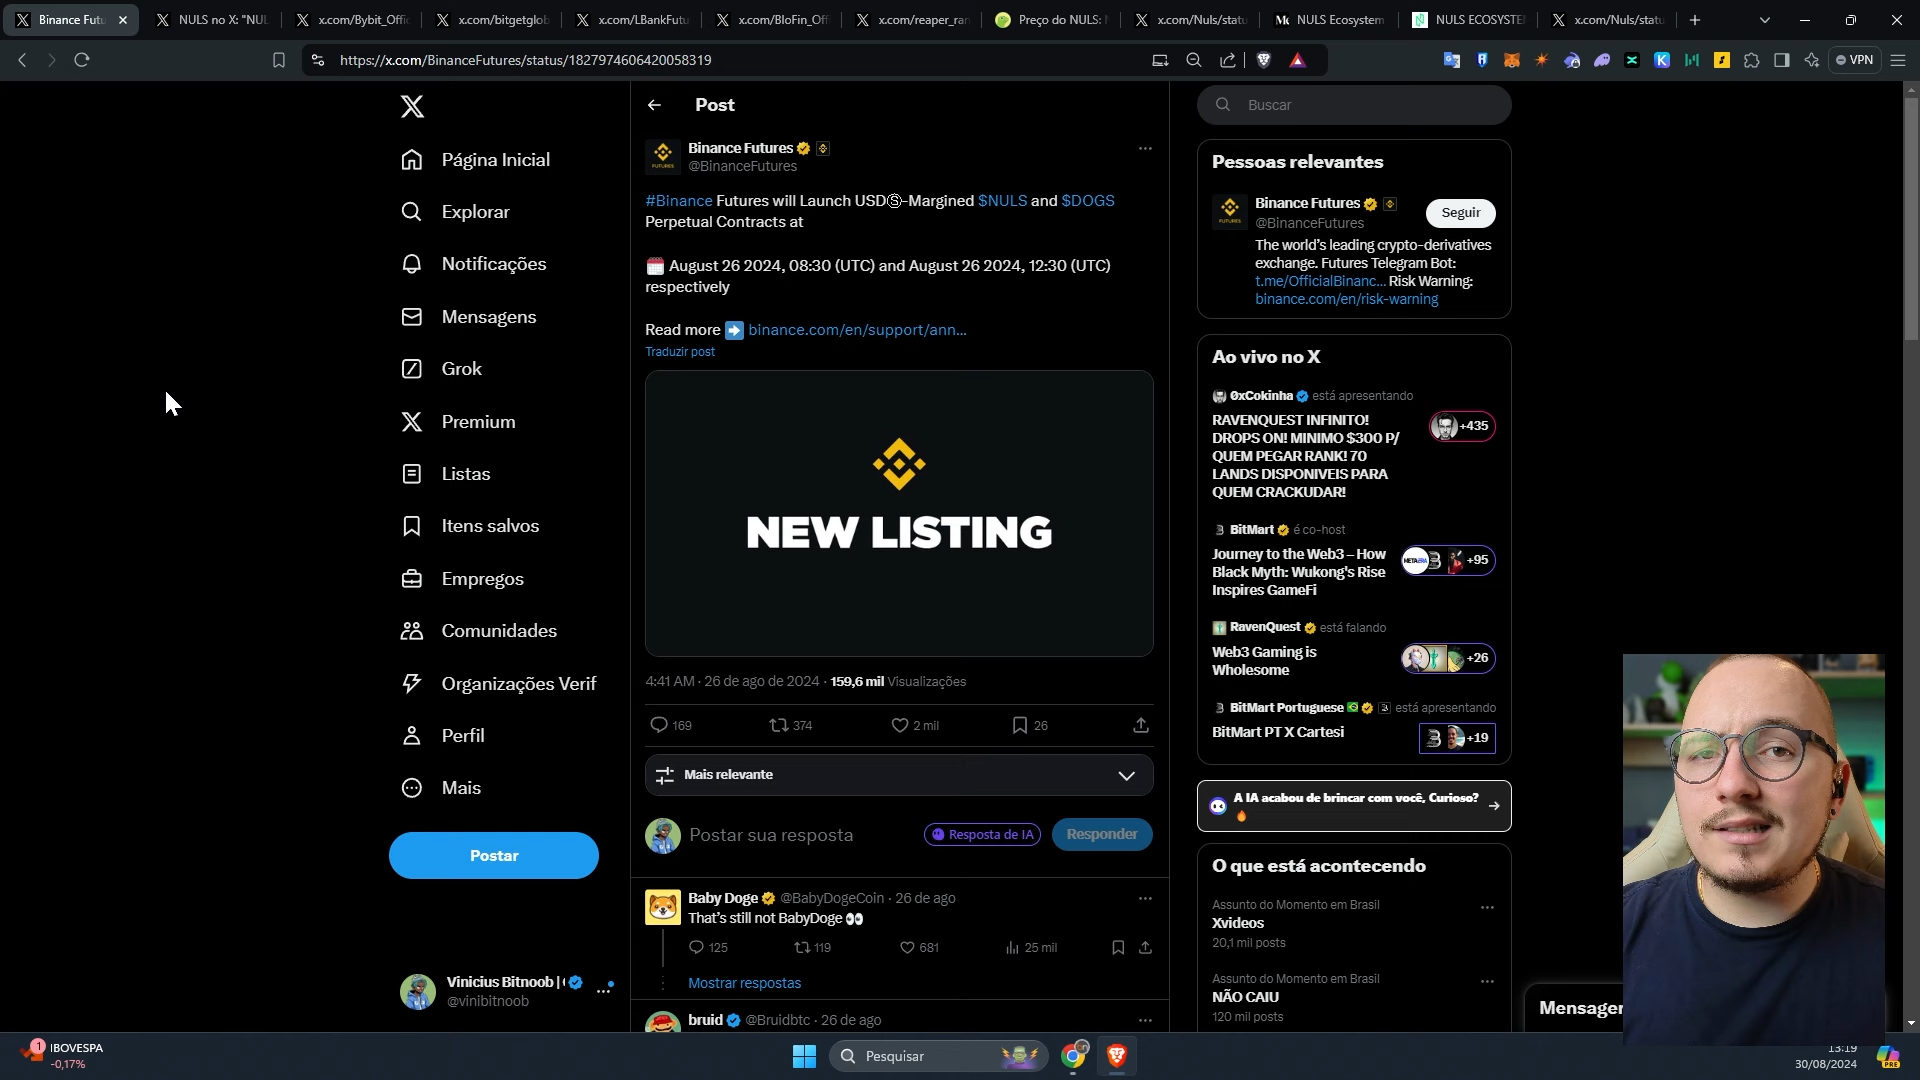 Binance Futu
NULS no X: "NUL
x.com/Bybit_Offic
x.com/bitgetglob
x.com/LBankFutu
x.com/BloFin_Off
x.com/reaper_ran
Preço do NULS: N
x.com/Nuls/statu
NULS Ecosystem
NULS ECOSYSTE
x.com/Nuls/statu
https://x.com/BinanceFutures/status/1827974606420058319
VPN
Página Inicial
Explorar
Notificações
Mensagens
Grok
Premium
Listas
Itens salvos
Empregos
Comunidades
Organizações Verif
Perfil
Mais
Postar
Vinicius Bitnoob | (
@vinibitnoob
Post
Binance Futures
@BinanceFutures
#Binance Futures will Launch USDⓈ-Margined $NULS and $DOGS
Perpetual Contracts at
🗓️ August 26 2024, 08:30 (UTC) and August 26 2024, 12:30 (UTC)
respectively
Read more ➡️ binance.com/en/support/ann...
Traduzir post
NEW LISTING
4:41 AM · 26 de ago de 2024 · 159,6 mil Visualizações
169 374 2 mil 26
Mais relevante
Postar sua resposta
Resposta de IA
Responder
Baby Doge @BabyDogeCoin · 26 de ago
That's still not BabyDoge 👀
125 119 681 25 mil
Mostrar respostas
bruid @Bruidbtc · 26 de ago
Buscar
Pessoas relevantes
Binance Futures
@BinanceFutures
Seguir
The world's leading crypto-derivatives
exchange. Futures Telegram Bot:
t.me/OfficialBinanc... Risk Warning:
binance.com/en/risk-warning
Ao vivo no X
0xCokinha está apresentando
RAVENQUEST INFINITO!
DROPS ON! MINIMO $300 P/
QUEM PEGAR RANK! 70
LANDS DISPONIVEIS PARA
QUEM CRACKUDAR!
+435
BitMart é co-host
Journey to the Web3 – How
Black Myth: Wukong's Rise
Inspires GameFi
+95
RavenQuest está falando
Web3 Gaming is
Wholesome
+26
BitMart Portuguese está apresentando
BitMart PT X Cartesi
+19
A IA acabou de brincar com você, Curioso?
🔥
O que está acontecendo
Assunto do Momento em Brasil
Xvideos
20,1 mil posts
Assunto do Momento em Brasil
NÃO CAIU
120 mil posts
Mensagen
1
IBOVESPA
-0,17%
Pesquisar
13:19
30/08/2024
PRE